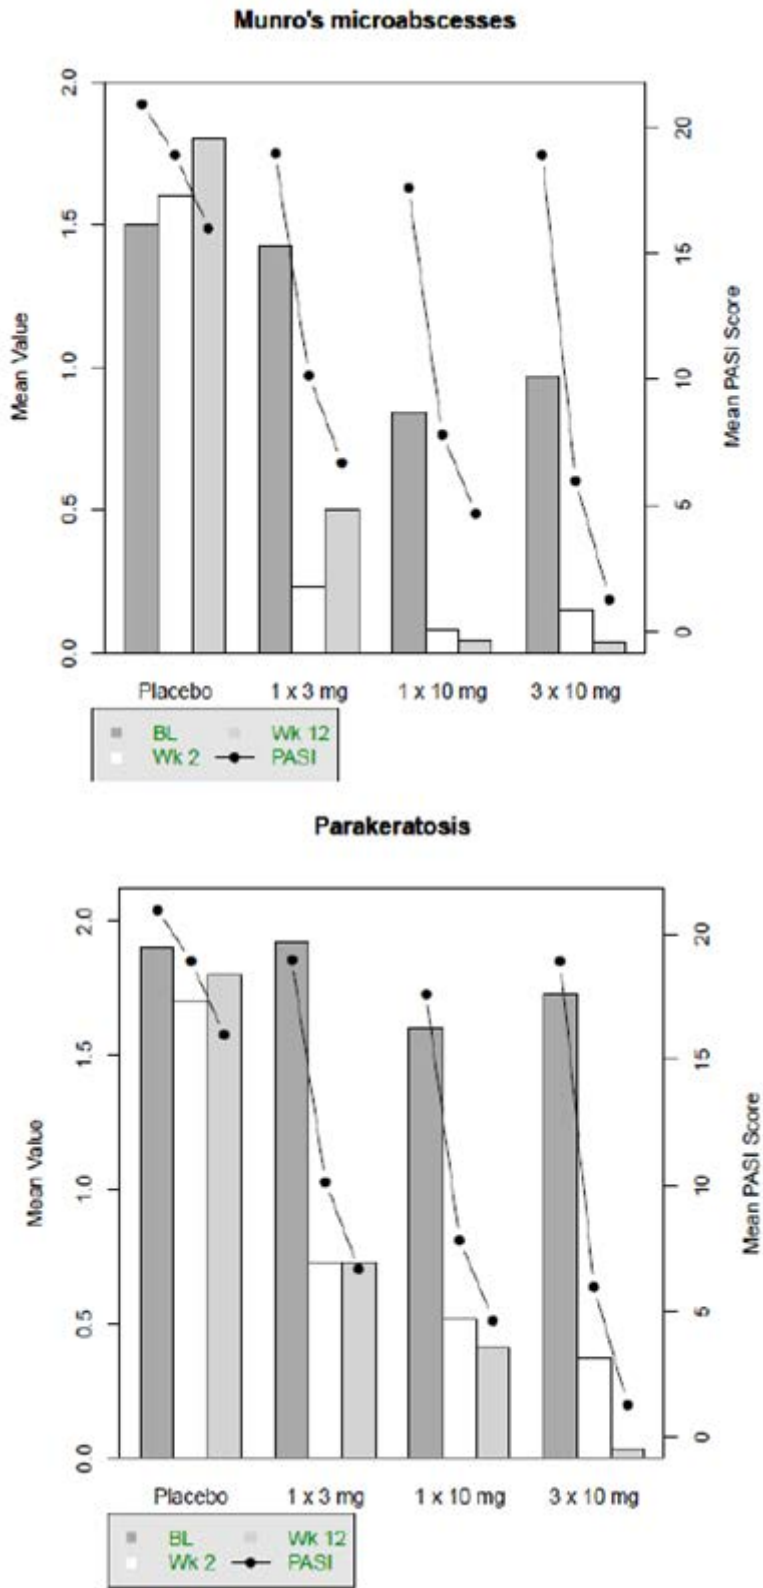 Munro's microabscesses
2.0
1.5
1.0
0.5
0.0
Mean Value
20
15
10
5
0
Mean PASI Score
Placebo 1 x 3 mg 1 x 10 mg 3 x 10 mg
BL Wk 12
Wk 2 PASI
Parakeratosis
2.0
1.5
1.0
0.5
0.0
Mean Value
20
15
10
5
0
Mean PASI Score
Placebo 1 x 3 mg 1 x 10 mg 3 x 10 mg
BL Wk 12
Wk 2 PASI